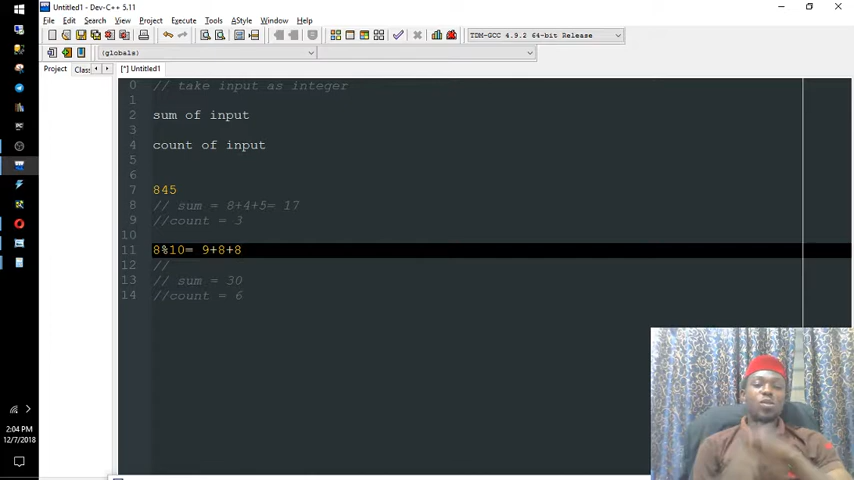 Untitled1 - Dev-C++ 5.11
File Edit Search View Project Execute Tools AStyle Window Help
TDM-GCC 4.9.2 64-bit Release
(globals)
Project Clas [*] Untitled1
0 // take input as integer
1
2 sum of input
3
4 count of input
5
6
7 845
8 // sum = 8+4+5= 17
9 //count = 3
10
11 8%10= 9+8+8
12 //
13 // sum = 30
14 //count = 6
2:04 PM
12/7/2018